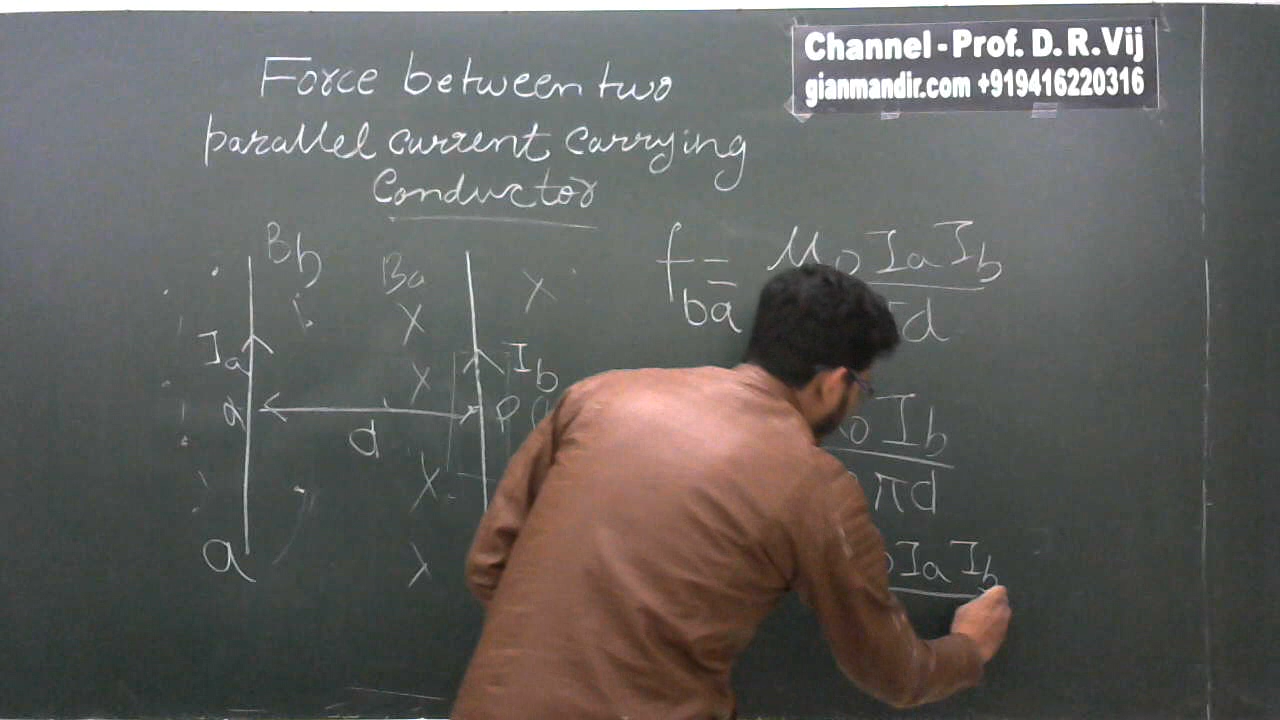 Channel - Prof. D. R. Vij
gianmandir.com +919416220316
Force between two
parallel current carrying
Conductor
Bb
Ba
X
X
X
X
X
Ia
Ib
a
d
P
a
f ba = μo Ia Ib
d
o Ib
πd
o Ia Ib